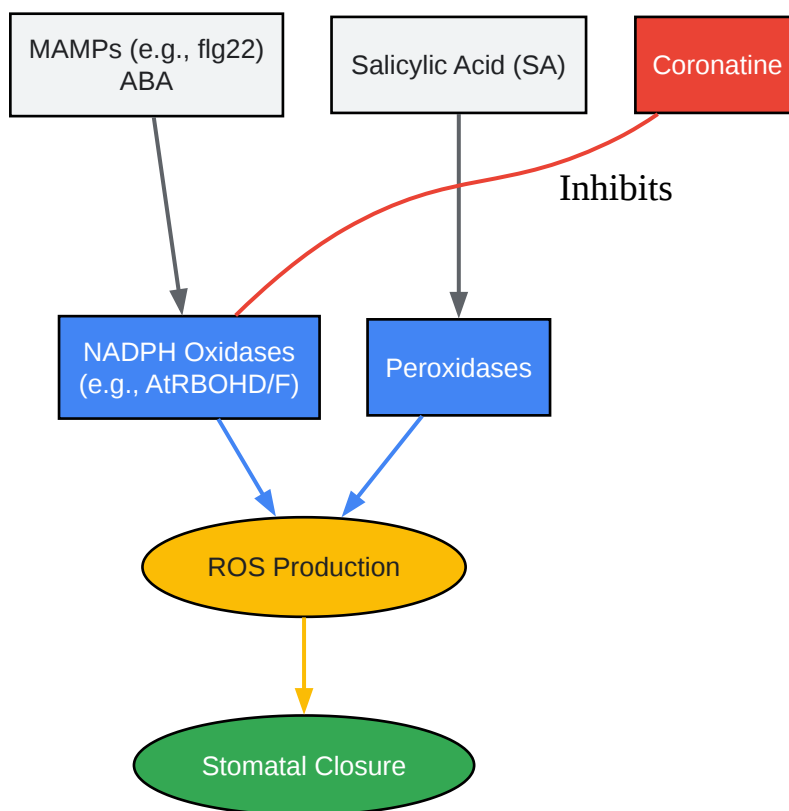 MAMPs (e.g., flg22)
ABA
Salicylic Acid (SA)
Coronatine
Inhibits
NADPH Oxidases
(e.g., AtRBOHD/F)
Peroxidases
ROS Production
Stomatal Closure